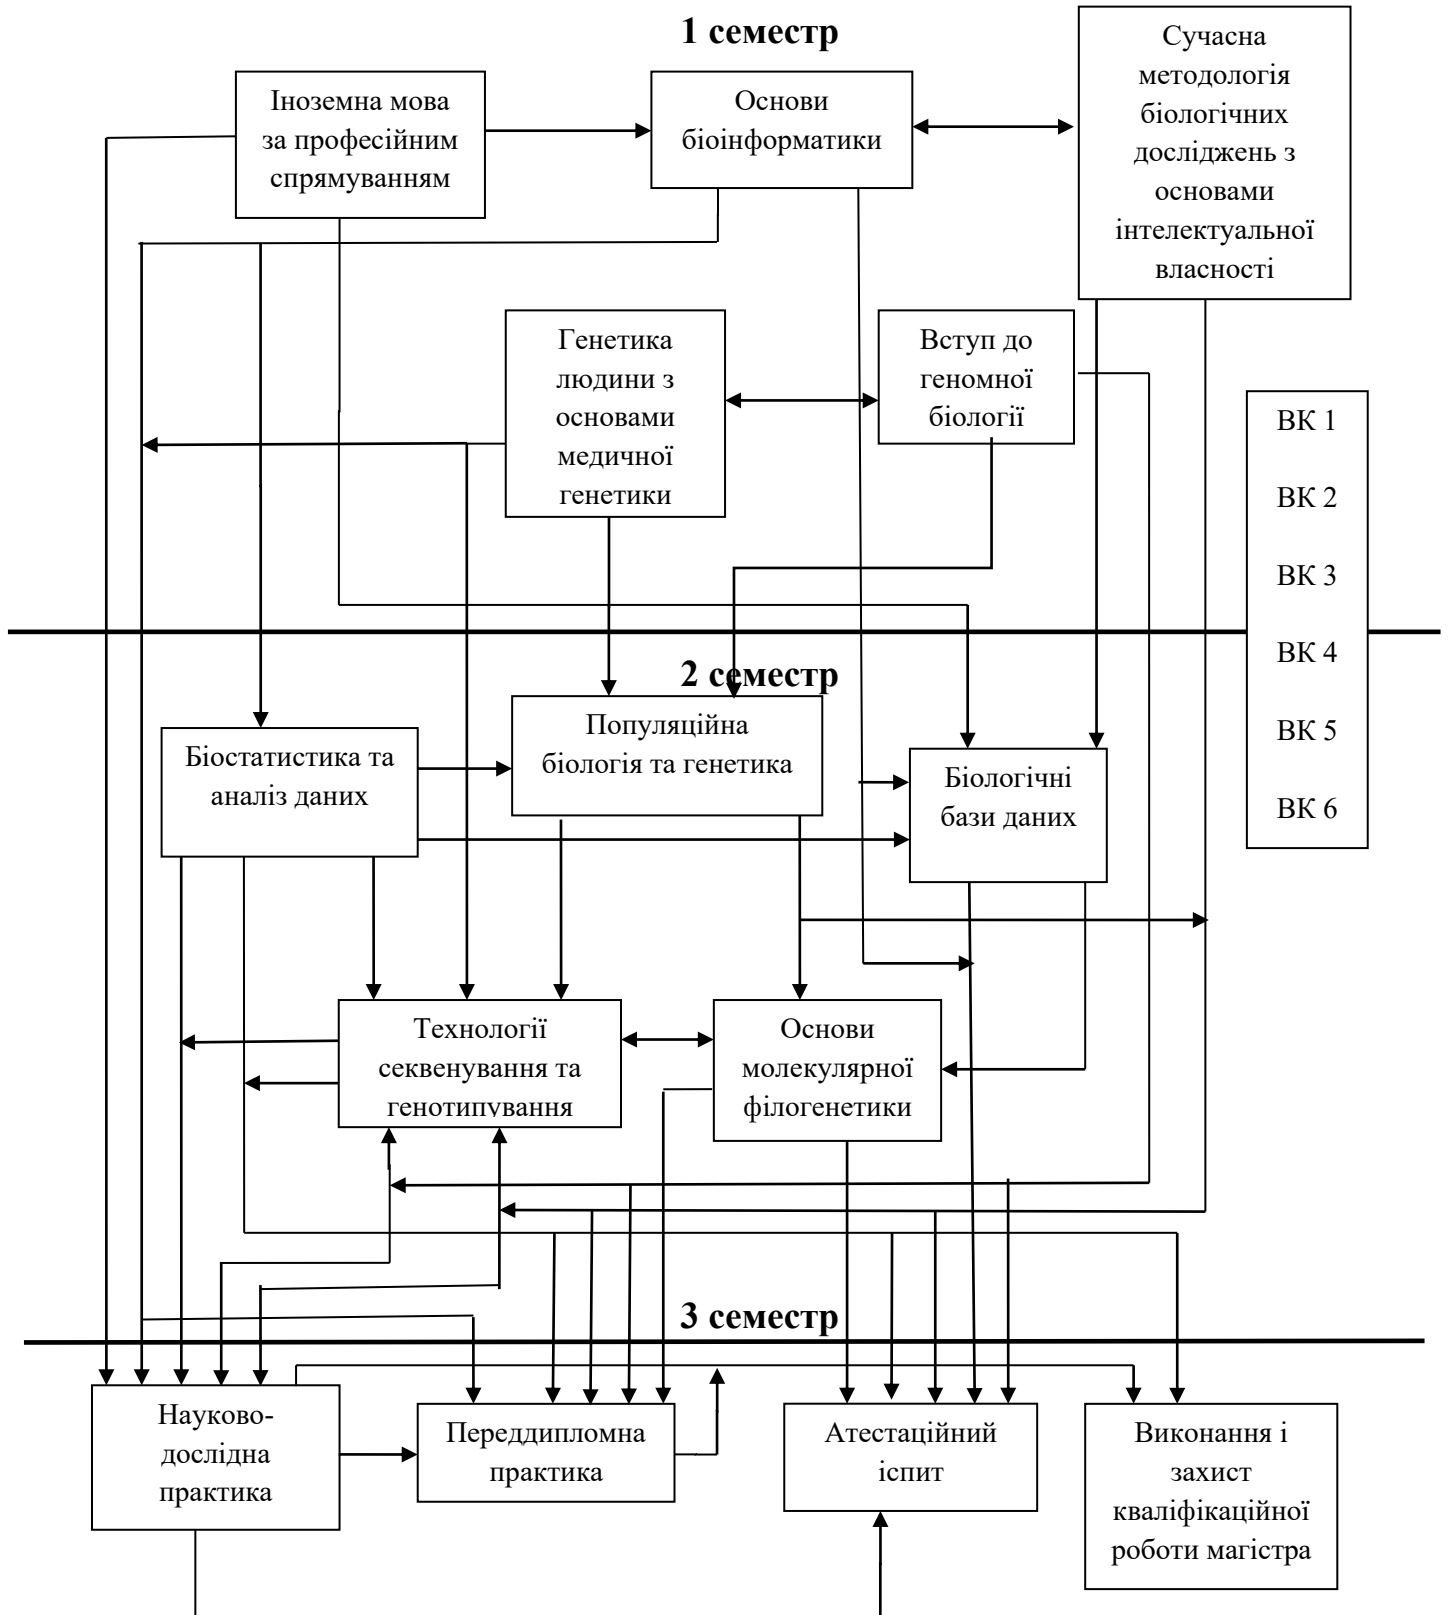 1 семестр
Іноземна мова
за професійним
спрямуванням
Основи
біоінформатики
Сучасна
методологія
біологічних
досліджень з
основами
інтелектуальної
власності
Генетика
людини з
основами
медичної
генетики
Вступ до
геномної
біології
ВК 1
ВК 2
ВК 3
ВК 4
ВК 5
ВК 6
2 семестр
Біостатистика та
аналіз даних
Популяційна
біологія та генетика
Біологічні
бази даних
Технології
секвенування та
генотипування
Основи
молекулярної
філогенетики
3 семестр
Науково-
дослідна
практика
Переддипломна
практика
Атестаційний
іспит
Виконання і
захист
кваліфікаційної
роботи магістра